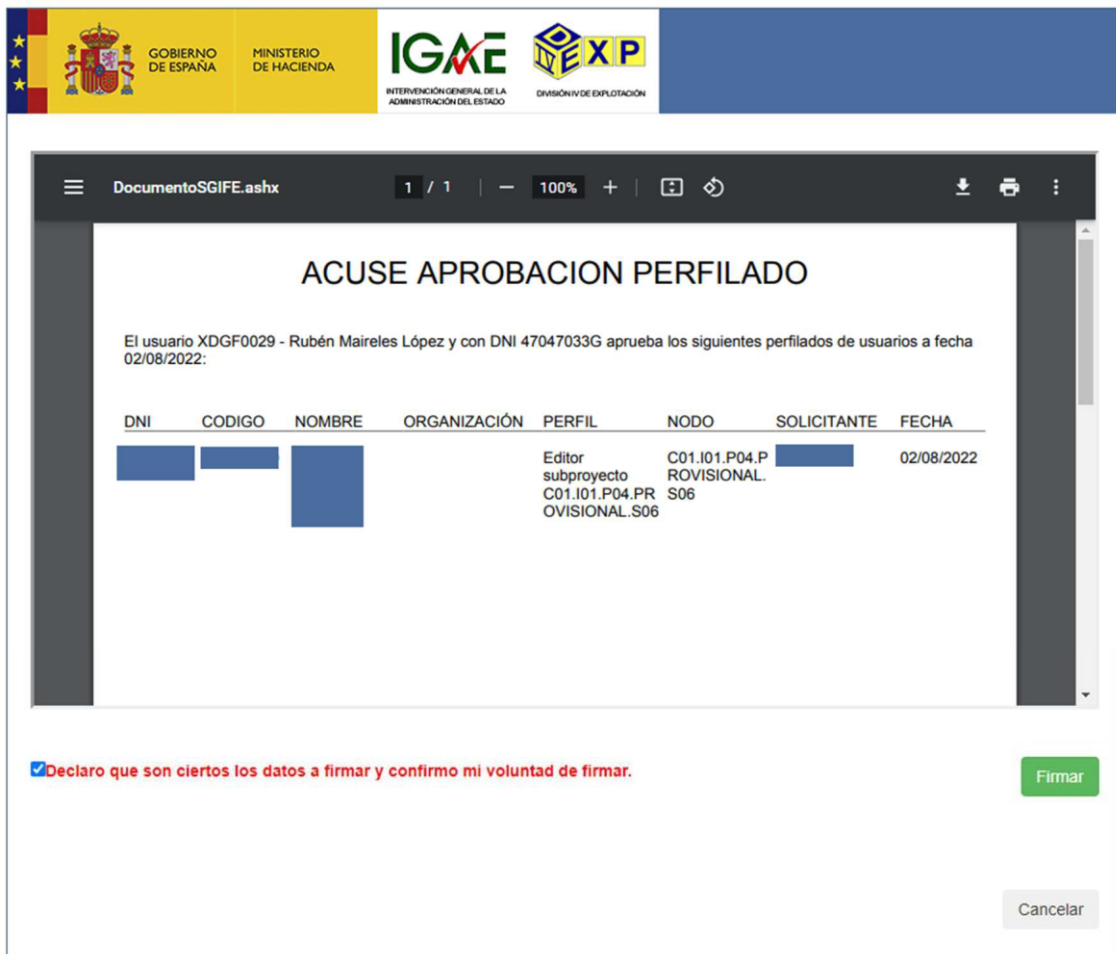 GOBIERNO
DE ESPAÑA
MINISTERIO
DE HACIENDA
IGAE
INTERVENCIÓN GENERAL DE LA
ADMINISTRACIÓN DEL ESTADO
DIV EXP
DIVISIÓN IV DE EXPLOTACIÓN
DocumentoSGIFE.ashx 1 / 1 100%
ACUSE APROBACION PERFILADO
El usuario XDGF0029 - Rubén Maireles López y con DNI 47047033G aprueba los siguientes perfilados de usuarios a fecha
02/08/2022:
DNI CODIGO NOMBRE ORGANIZACIÓN PERFIL NODO SOLICITANTE FECHA
Editor C01.I01.P04.P 02/08/2022
subproyecto ROVISIONAL.
C01.I01.P04.PR S06
OVISIONAL.S06
Declaro que son ciertos los datos a firmar y confirmo mi voluntad de firmar.
Firmar
Cancelar